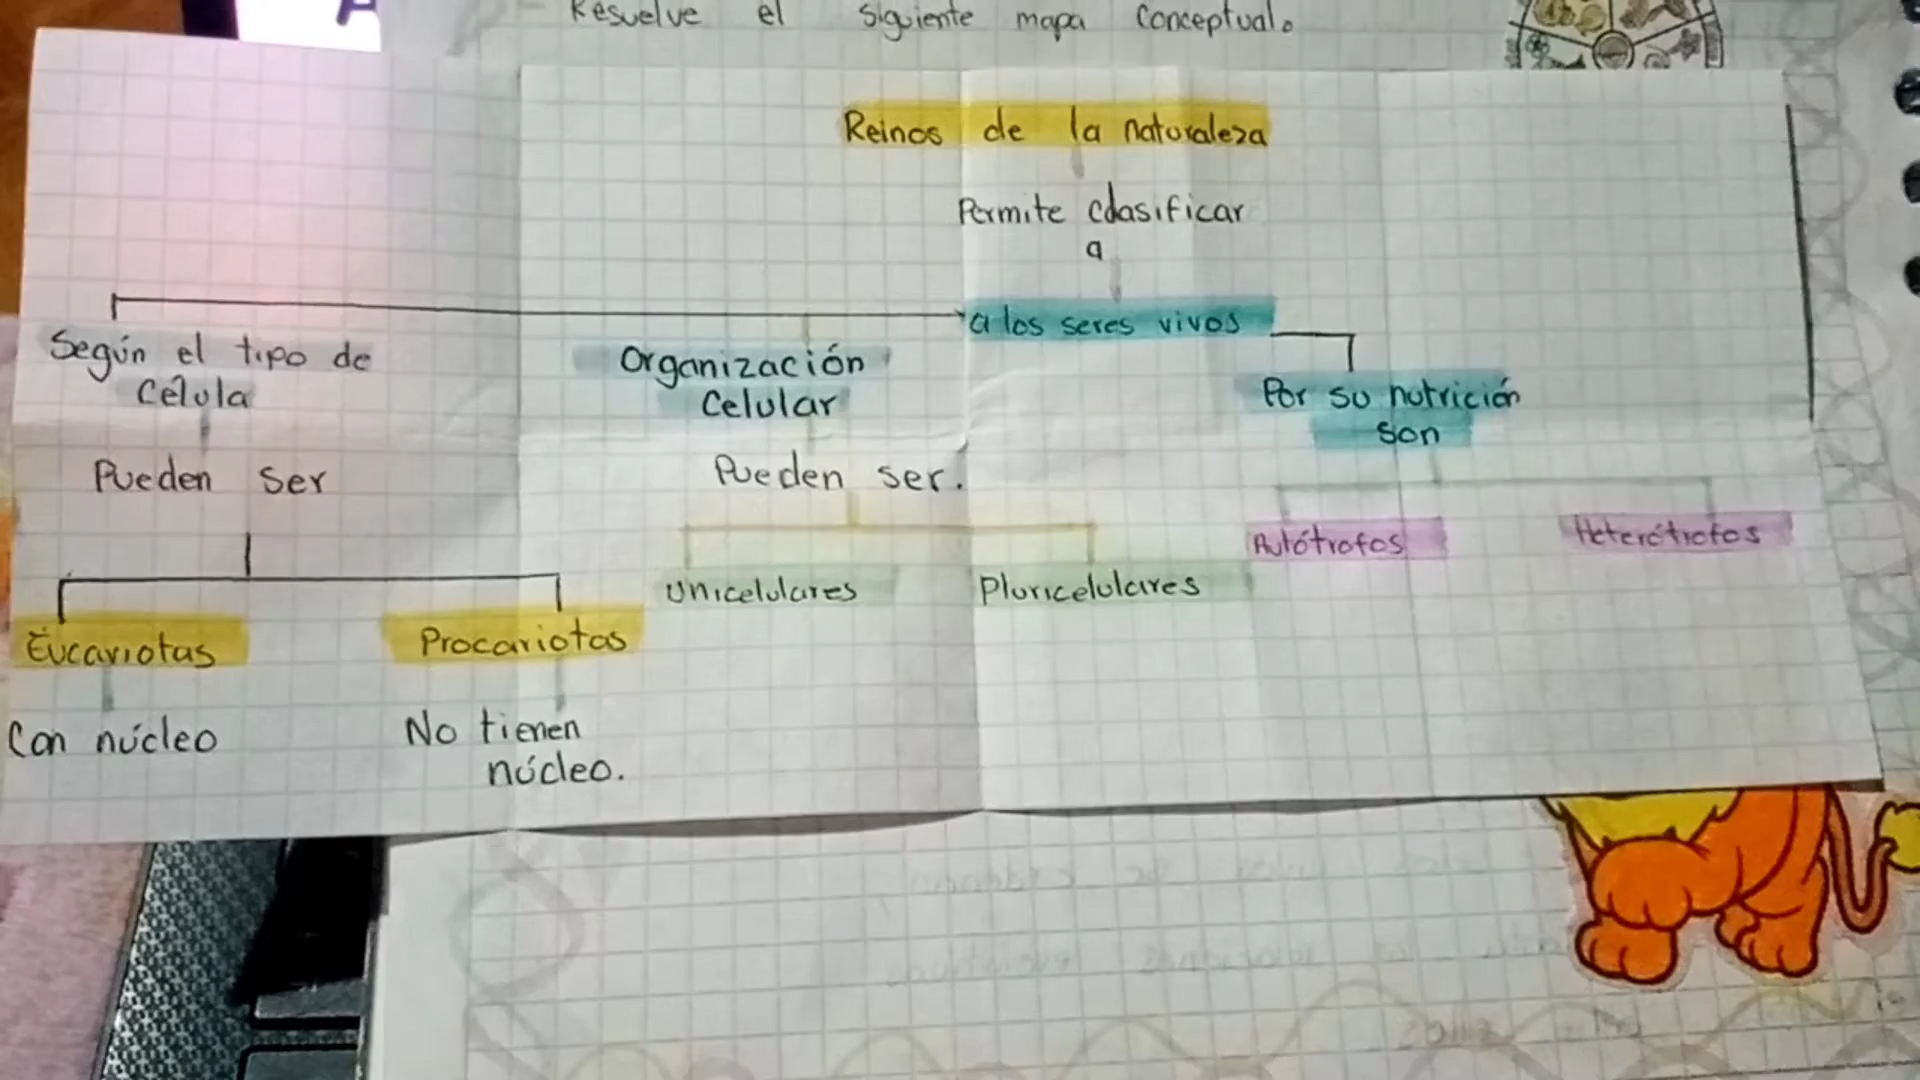 Resuelve el siguiente mapa conceptual.
Reinos de la naturaleza
Permite clasificar
a
a los seres vivos
Según el tipo de
Célula
Organización
Celular
Por su nutrición
son
Pueden ser
Pueden ser.
Autótrofos
Heterótrofos
Unicelulares
Pluricelulares
Eucariotas
Procariotas
Con núcleo
No tienen
núcleo.